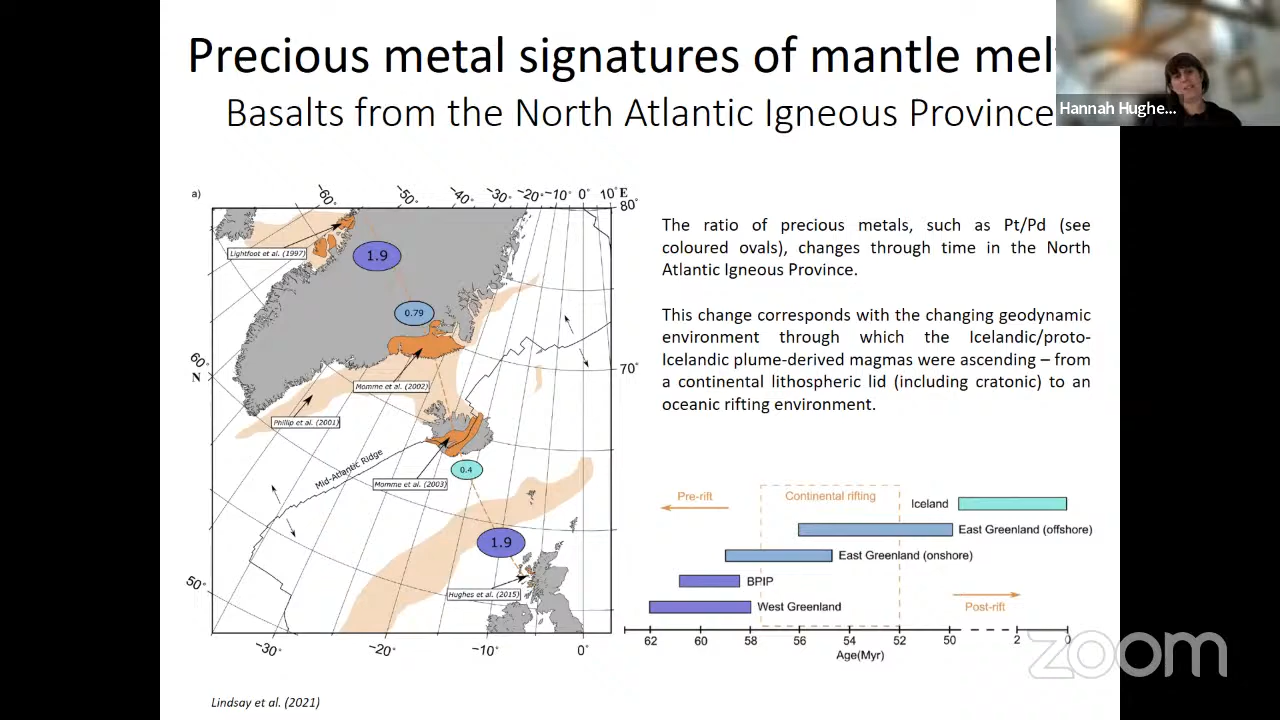 Precious metal signatures of mantle mel
Basalts from the North Atlantic Igneous Province
Hannah Hughe...
a)
-60° -50° -40° -30° -20° -10° 0° 10° E
80°
Lightfoot et al. (1997)
1.9
0.79
60°
N
70°
Momme et al. (2002)
Phillip et al. (2001)
Mid-Atlantic Ridge
Momme et al. (2003)
0.4
1.9
50°
Hughes et al. (2015)
-30° -20° -10° 0°
The ratio of precious metals, such as Pt/Pd (see
coloured ovals), changes through time in the North
Atlantic Igneous Province.
This change corresponds with the changing geodynamic
environment through which the Icelandic/proto-
Icelandic plume-derived magmas were ascending – from
a continental lithospheric lid (including cratonic) to an
oceanic rifting environment.
Pre-rift
Continental rifting
Iceland
East Greenland (offshore)
East Greenland (onshore)
BPIP
West Greenland
Post-rift
62 60 58 56 54 52 50 2 0
Age(Myr)
zoom
Lindsay et al. (2021)